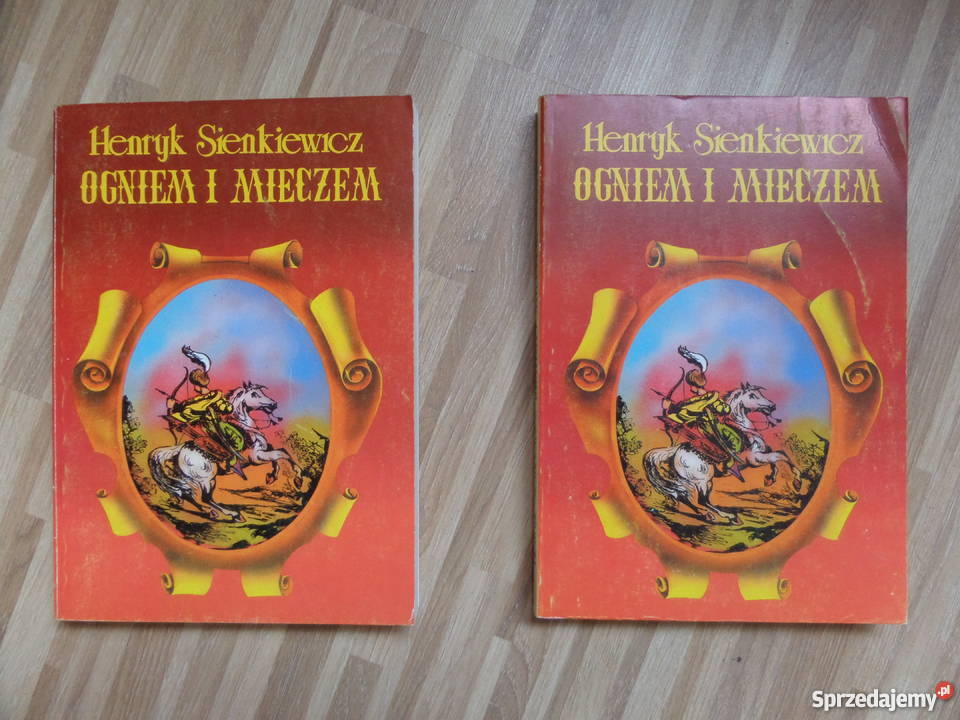 Henryk Sienkiewicz
OGNIEM I MIECZEM
Henryk Sienkiewicz
OGNIEM I MIECZEM
Sprzedajemy.pl